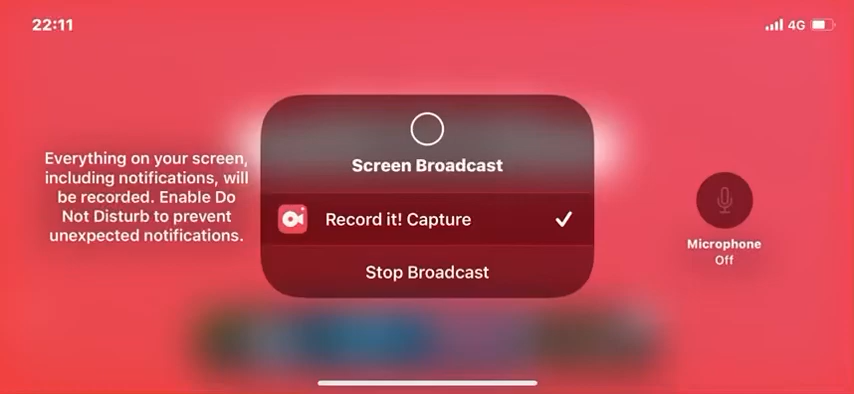 22:11
4G
Everything on your screen,
including notifications, will
be recorded. Enable Do
Not Disturb to prevent
unexpected notifications.
Screen Broadcast
Record it! Capture
Stop Broadcast
Microphone
Off